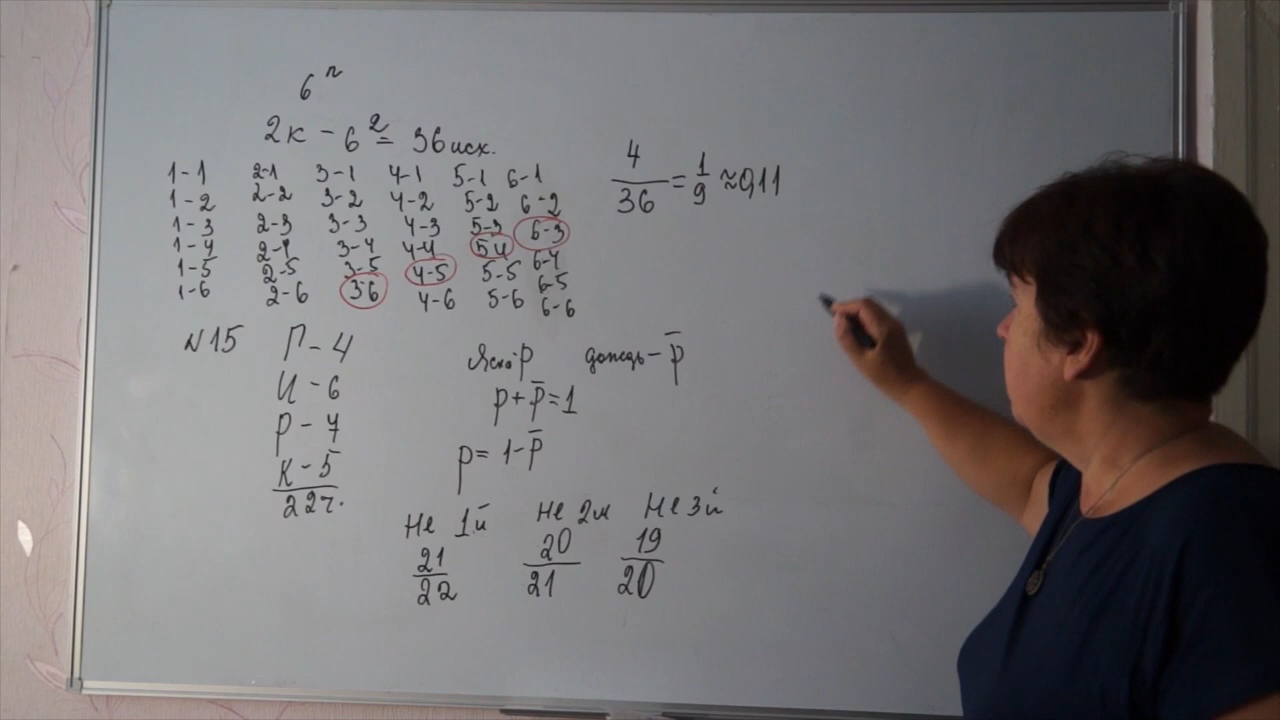 6ⁿ
2к - 6² = 36 исх.
1-1 2-1 3-1 4-1 5-1 6-1
1-2 2-2 3-2 4-2 5-2 6-2
1-3 2-3 3-3 4-3 5-3 6-3
1-4 2-4 3-4 4-4 5 4 6-4
1-5 2-5 3-5 4-5 5-5 6-5
1-6 2-6 3 6 4-6 5-6 6-6
4/36 = 1/9 ≈ 0,11
N 15
П - 4
И - 6
Р - 7
К - 5
22 т.
p дождь - p̅
p + p̅ = 1
p = 1 - p̅
Не 1й Не 2й Не 3й
21/22 20/21 19/20